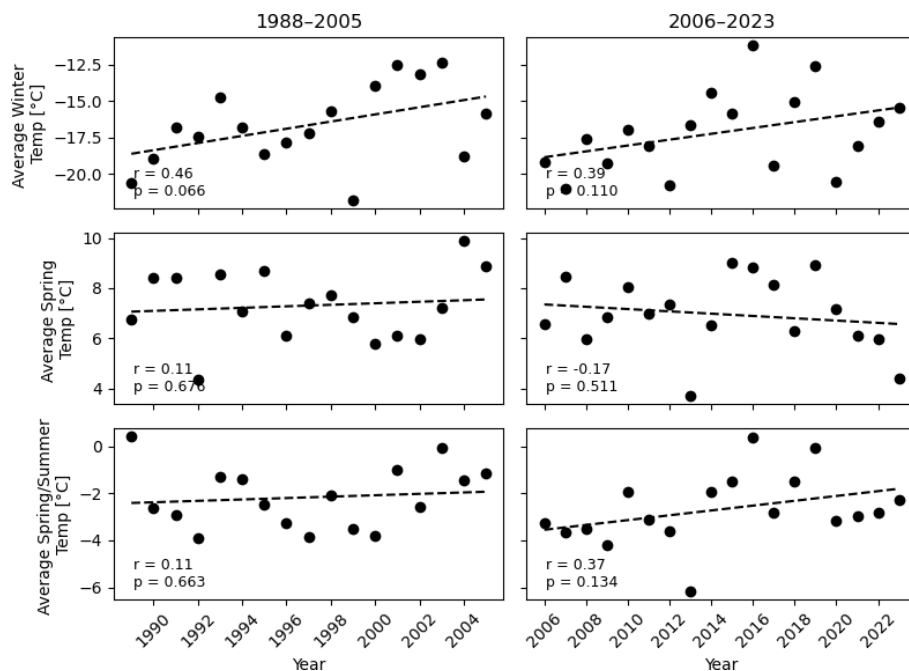 1988–2005
2006–2023
Average Winter
Temp [°C]
−12.5
−15.0
−17.5
−20.0
r = 0.46
p = 0.066
r = 0.39
p = 0.110
Average Spring
Temp [°C]
10
8
6
4
r = 0.11
p = 0.676
r = -0.17
p = 0.511
Average Spring/Summer
Temp [°C]
0
−2
−4
−6
r = 0.11
p = 0.663
r = 0.37
p = 0.134
1990
1992
1994
1996
1998
2000
2002
2004
2006
2008
2010
2012
2014
2016
2018
2020
2022
Year
Year